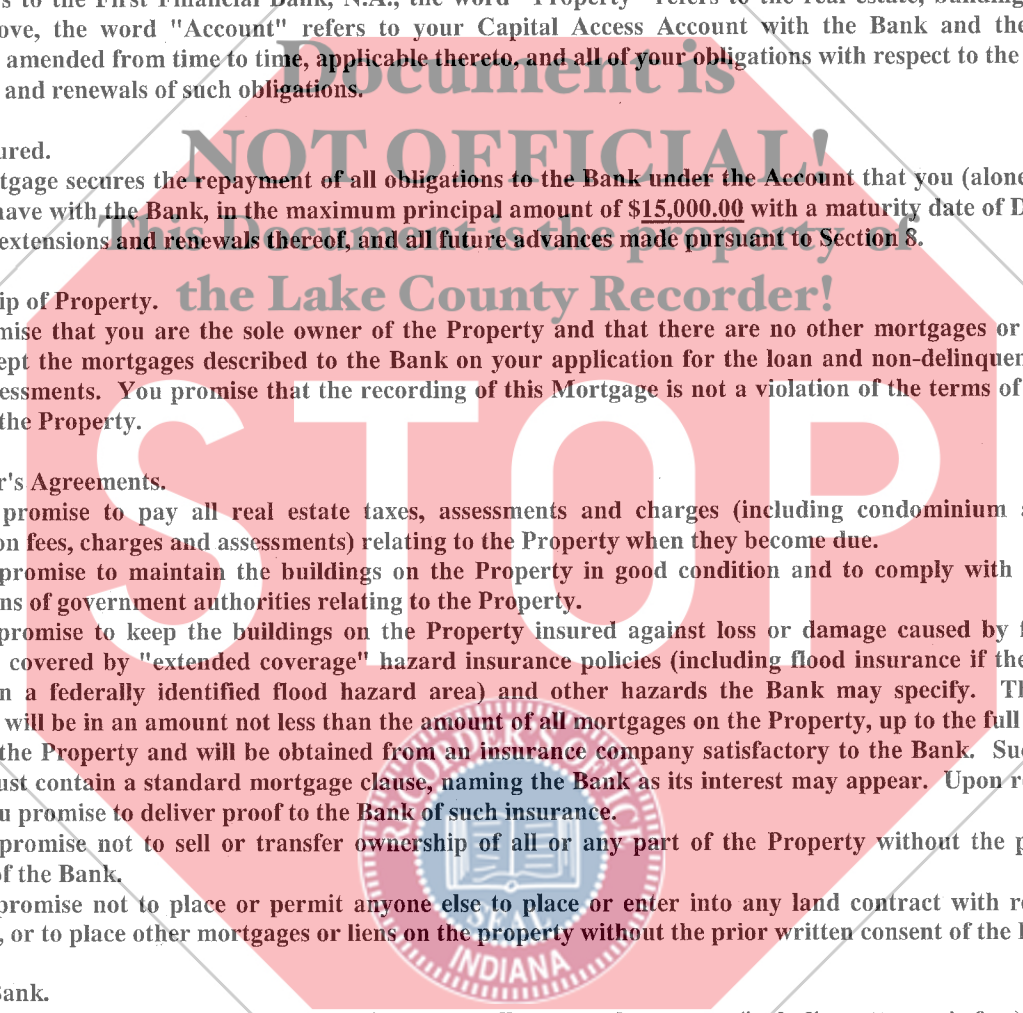 s to the First Financial Bank, N.A., the word "Property" refers to the real estate, building
ove, the word "Account" refers to your Capital Access Account with the Bank and the
amended from time to time, applicable thereto, and all of your obligations with respect to the
and renewals of such obligations.
Document is
NOT OFFICIAL!
This Document is the property of
the Lake County Recorder!
STOP
ured.
tgage secures the repayment of all obligations to the Bank under the Account that you (alone
have with the Bank, in the maximum principal amount of $15,000.00 with a maturity date of D
extensions and renewals thereof, and all future advances made pursuant to Section 8.
ip of Property.
mise that you are the sole owner of the Property and that there are no other mortgages or
ept the mortgages described to the Bank on your application for the loan and non-delinquen
essments. You promise that the recording of this Mortgage is not a violation of the terms of
the Property.
r's Agreements.
promise to pay all real estate taxes, assessments and charges (including condominium a
on fees, charges and assessments) relating to the Property when they become due.
promise to maintain the buildings on the Property in good condition and to comply with
ns of government authorities relating to the Property.
promise to keep the buildings on the Property insured against loss or damage caused by f
covered by "extended coverage" hazard insurance policies (including flood insurance if the
n a federally identified flood hazard area) and other hazards the Bank may specify. Th
will be in an amount not less than the amount of all mortgages on the Property, up to the full
the Property and will be obtained from an insurance company satisfactory to the Bank. Suc
ust contain a standard mortgage clause, naming the Bank as its interest may appear. Upon r
u promise to deliver proof to the Bank of such insurance.
promise not to sell or transfer ownership of all or any part of the Property without the p
of the Bank.
promise not to place or permit anyone else to place or enter into any land contract with r
, or to place other mortgages or liens on the property without the prior written consent of the B
RECORDER'S OFFICE
SEAL
INDIANA
Bank.